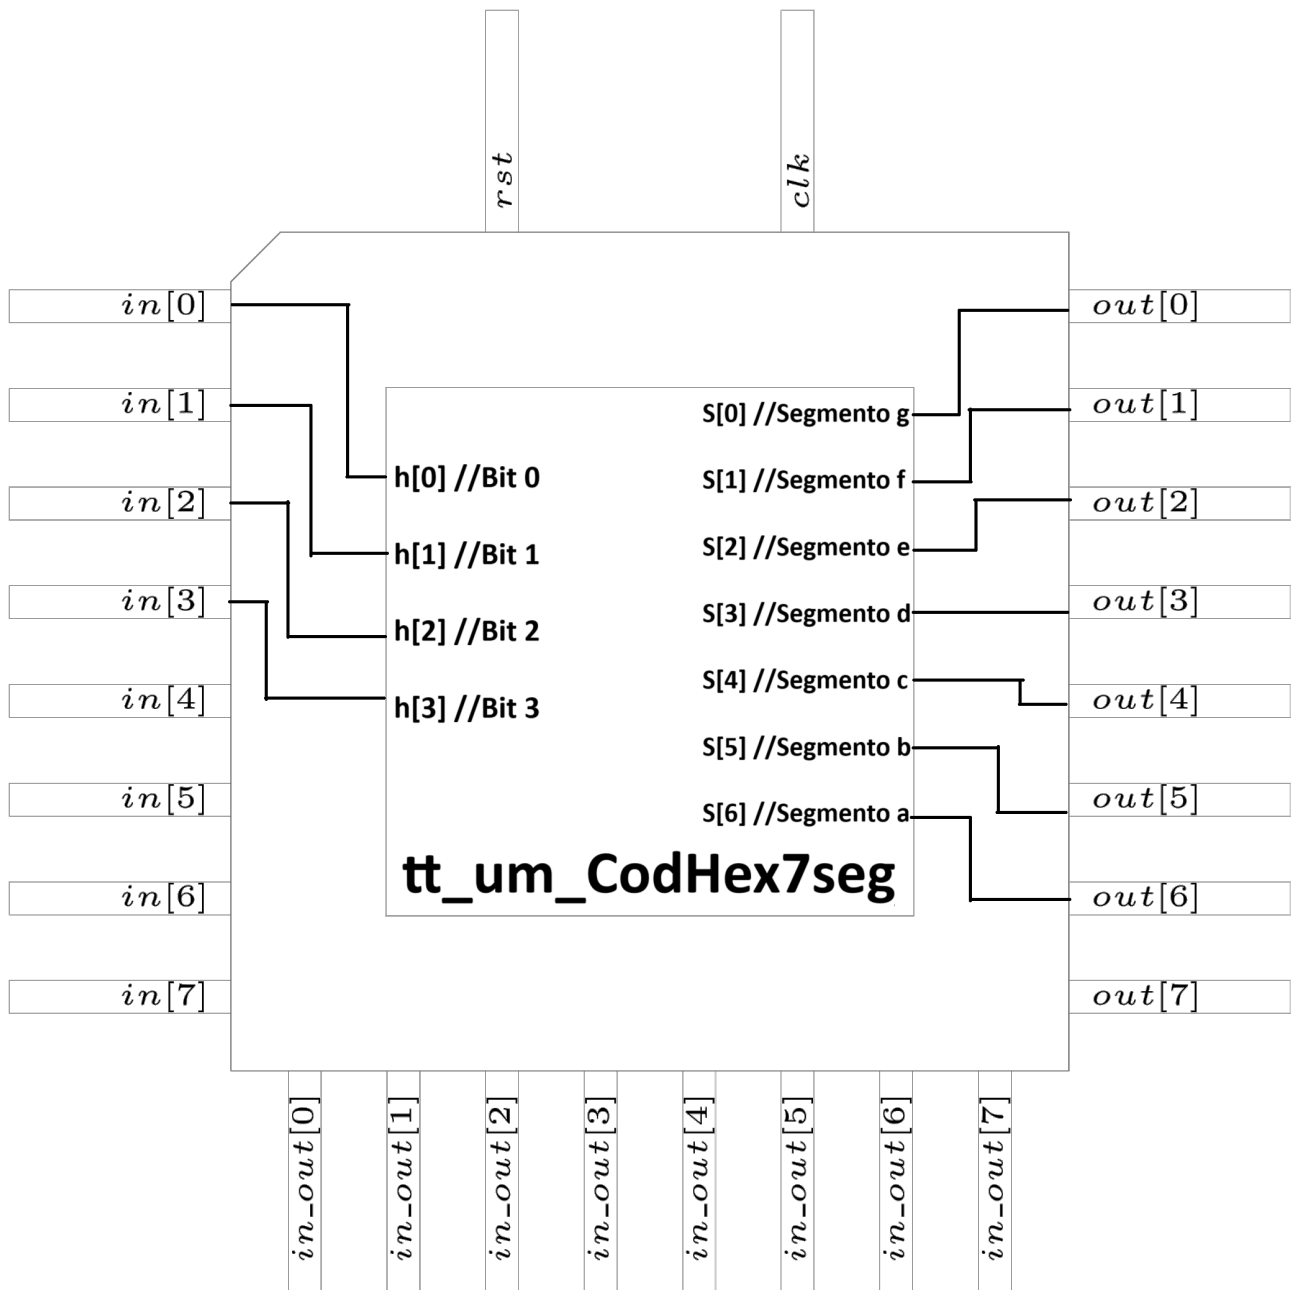 rst
clk
in[0]
in[1]
in[2]
in[3]
in[4]
in[5]
in[6]
in[7]
h[0] //Bit 0
h[1] //Bit 1
h[2] //Bit 2
h[3] //Bit 3
S[0] //Segmento g
S[1] //Segmento f
S[2] //Segmento e
S[3] //Segmento d
S[4] //Segmento c
S[5] //Segmento b
S[6] //Segmento a
tt_um_CodHex7seg
out[0]
out[1]
out[2]
out[3]
out[4]
out[5]
out[6]
out[7]
in_out[0]
in_out[1]
in_out[2]
in_out[3]
in_out[4]
in_out[5]
in_out[6]
in_out[7]